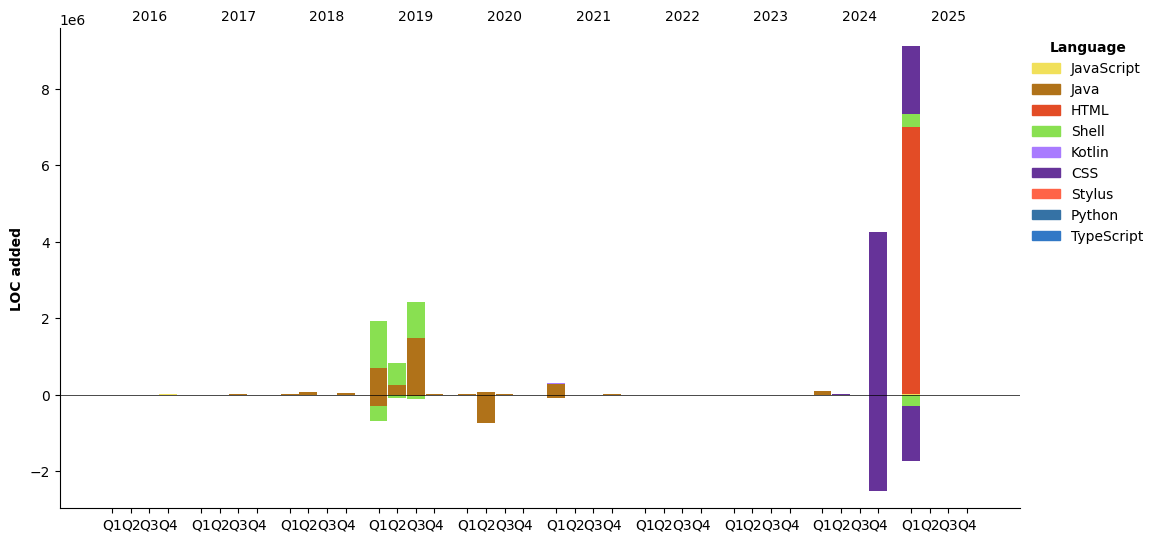 2016 2017 2018 2019 2020 2021 2022 2023 2024 2025
1e6
Language
JavaScript
Java
HTML
Shell
Kotlin
CSS
Stylus
Python
TypeScript
LOC added
8
6
4
2
0
−2
Q1Q2Q3Q4 Q1Q2Q3Q4 Q1Q2Q3Q4 Q1Q2Q3Q4 Q1Q2Q3Q4 Q1Q2Q3Q4 Q1Q2Q3Q4 Q1Q2Q3Q4 Q1Q2Q3Q4 Q1Q2Q3Q4